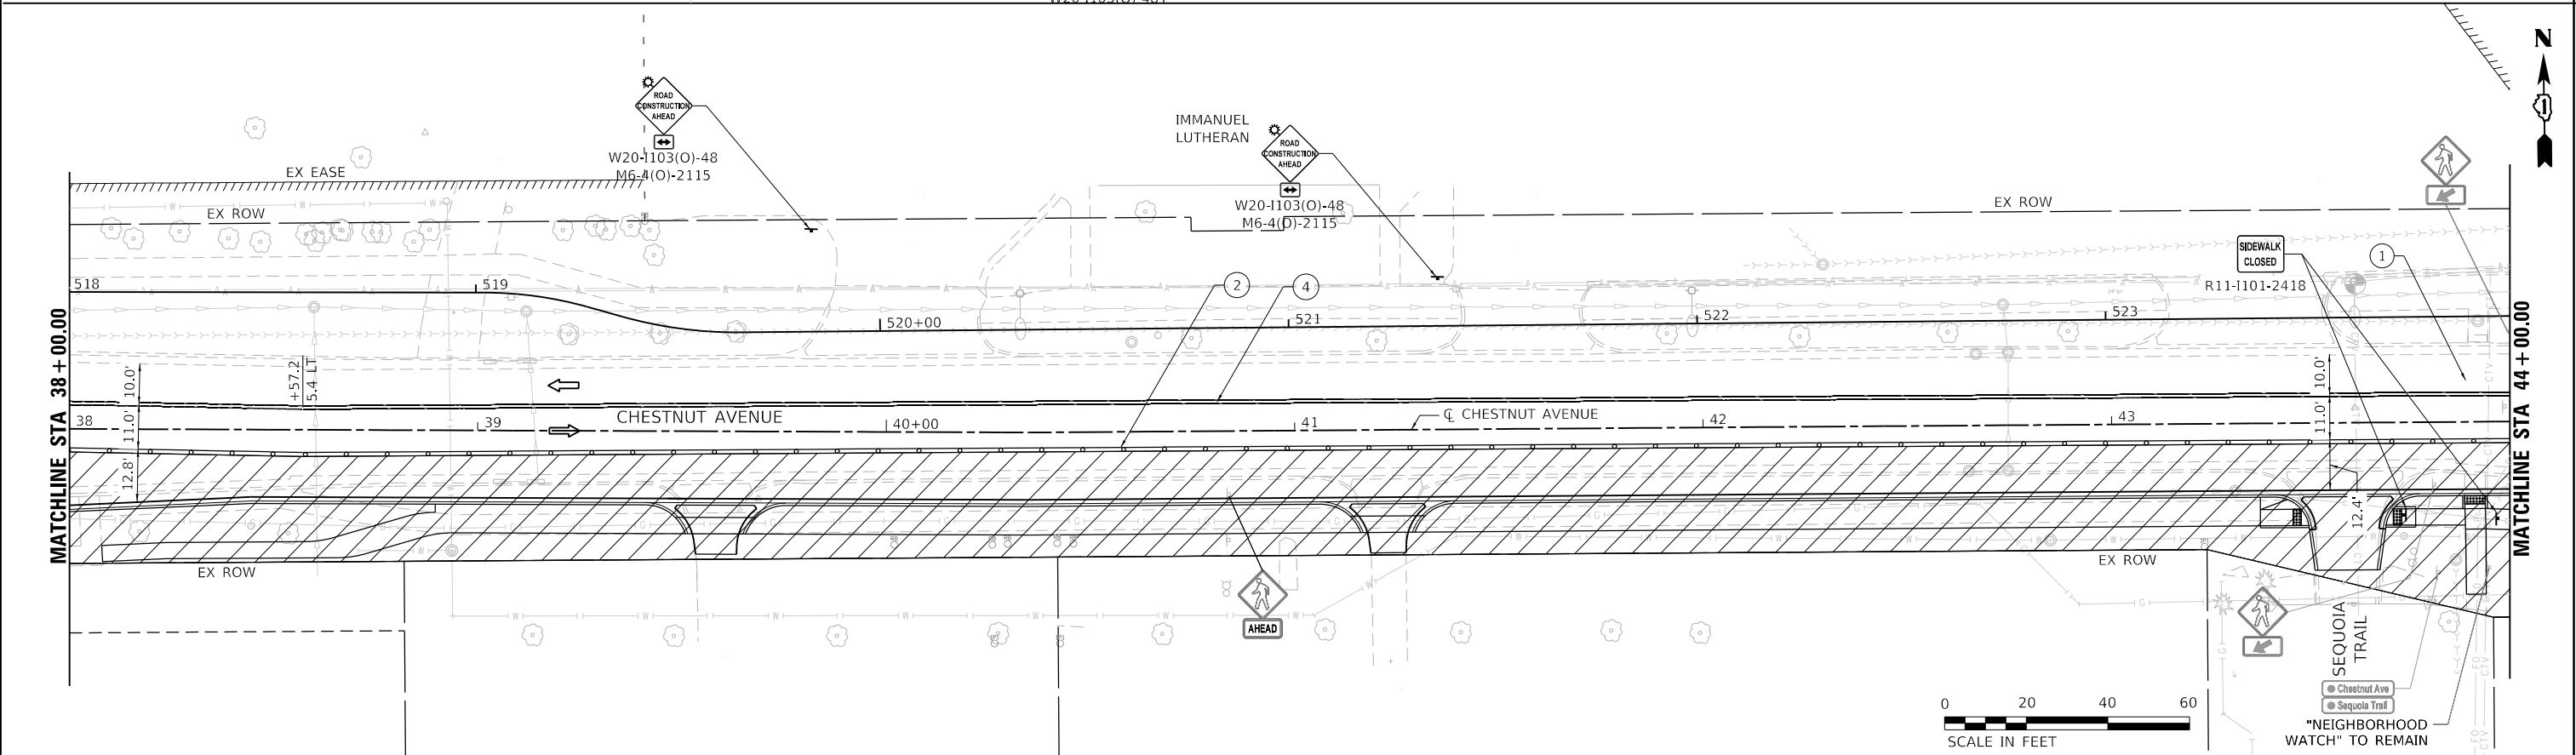 N
ROAD
CONSTRUCTION
AHEAD
W20-I103(O)-48
M6-4(O)-2115
IMMANUEL
LUTHERAN
ROAD
CONSTRUCTION
AHEAD
W20-I103(O)-48
M6-4(O)-2115
EX EASE
EX ROW
EX ROW
SIDEWALK
CLOSED
R11-I101-2418
1
2
4
518
519
520+00
521
522
523
MATCHLINE STA 38+00.00
MATCHLINE STA 44+00.00
10.0'
11.0'
12.8'
+57.2
5.4 LT
CHESTNUT AVENUE
℄ CHESTNUT AVENUE
38
39
40+00
41
42
43
10.0'
11.0'
12.4'
EX ROW
EX ROW
AHEAD
SEQUOIA
TRAIL
Chestnut Ave
Sequoia Trail
"NEIGHBORHOOD
WATCH" TO REMAIN
0 20 40 60
SCALE IN FEET